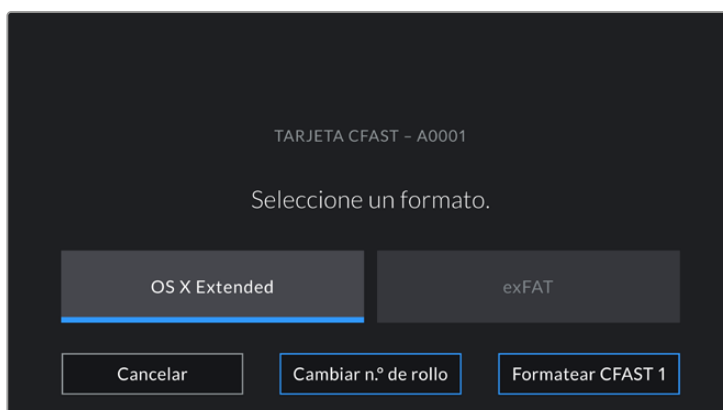 TARJETA CFAST – A0001
Seleccione un formato.
OS X Extended
exFAT
Cancelar
Cambiar n.º de rollo
Formatear CFAST 1